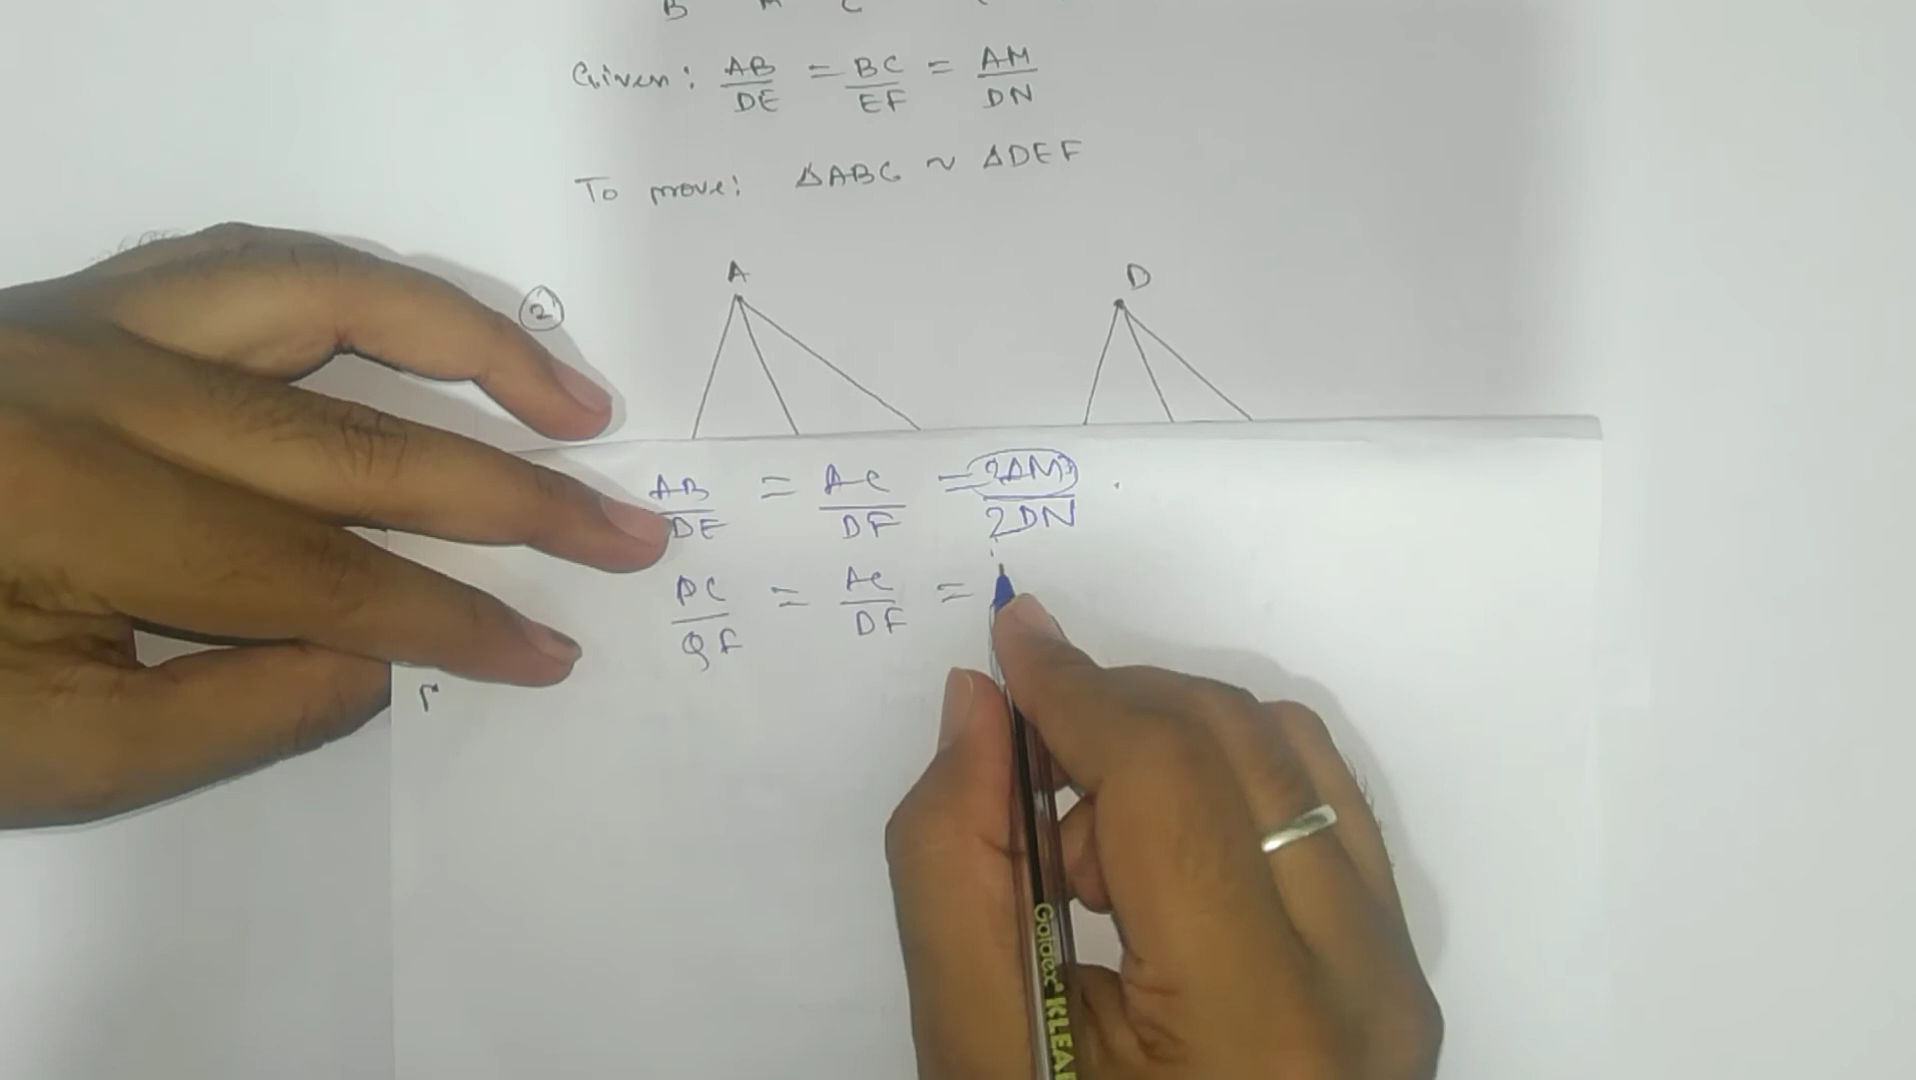 B M C
Given: AB/DE = BC/EF = AM/DN
To prove: ΔABC ~ ΔDEF
2 A D
AB/DE = AC/DF = 2AM/2DN .
PC/QF = AC/DF =
Goldex KLEAR